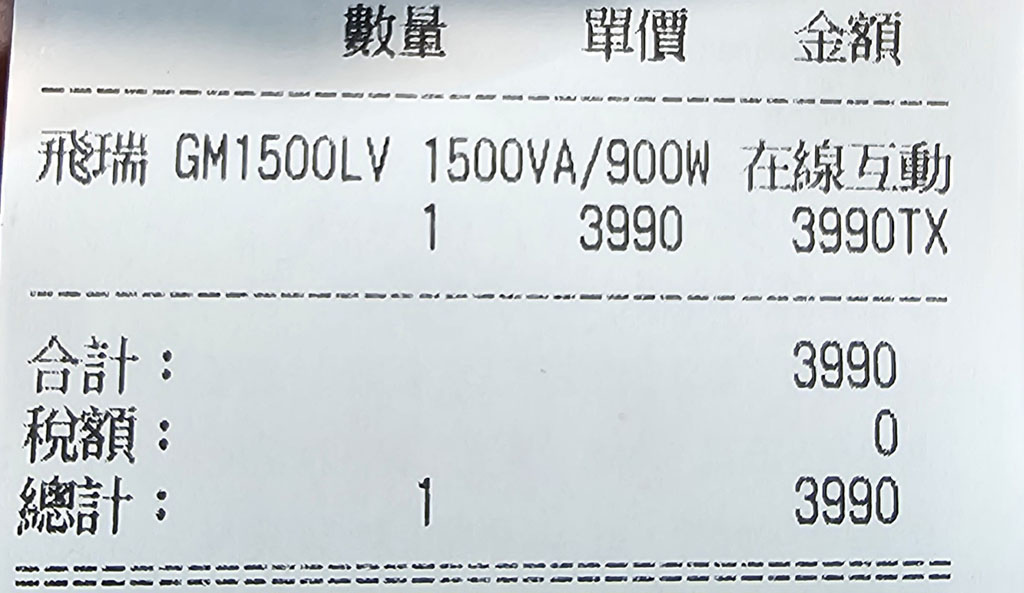 數量 單價 金額
飛瑞 GM1500LV 1500VA/900W 在線互動
1 3990 3990TX
合計: 3990
稅額: 0
總計: 1 3990